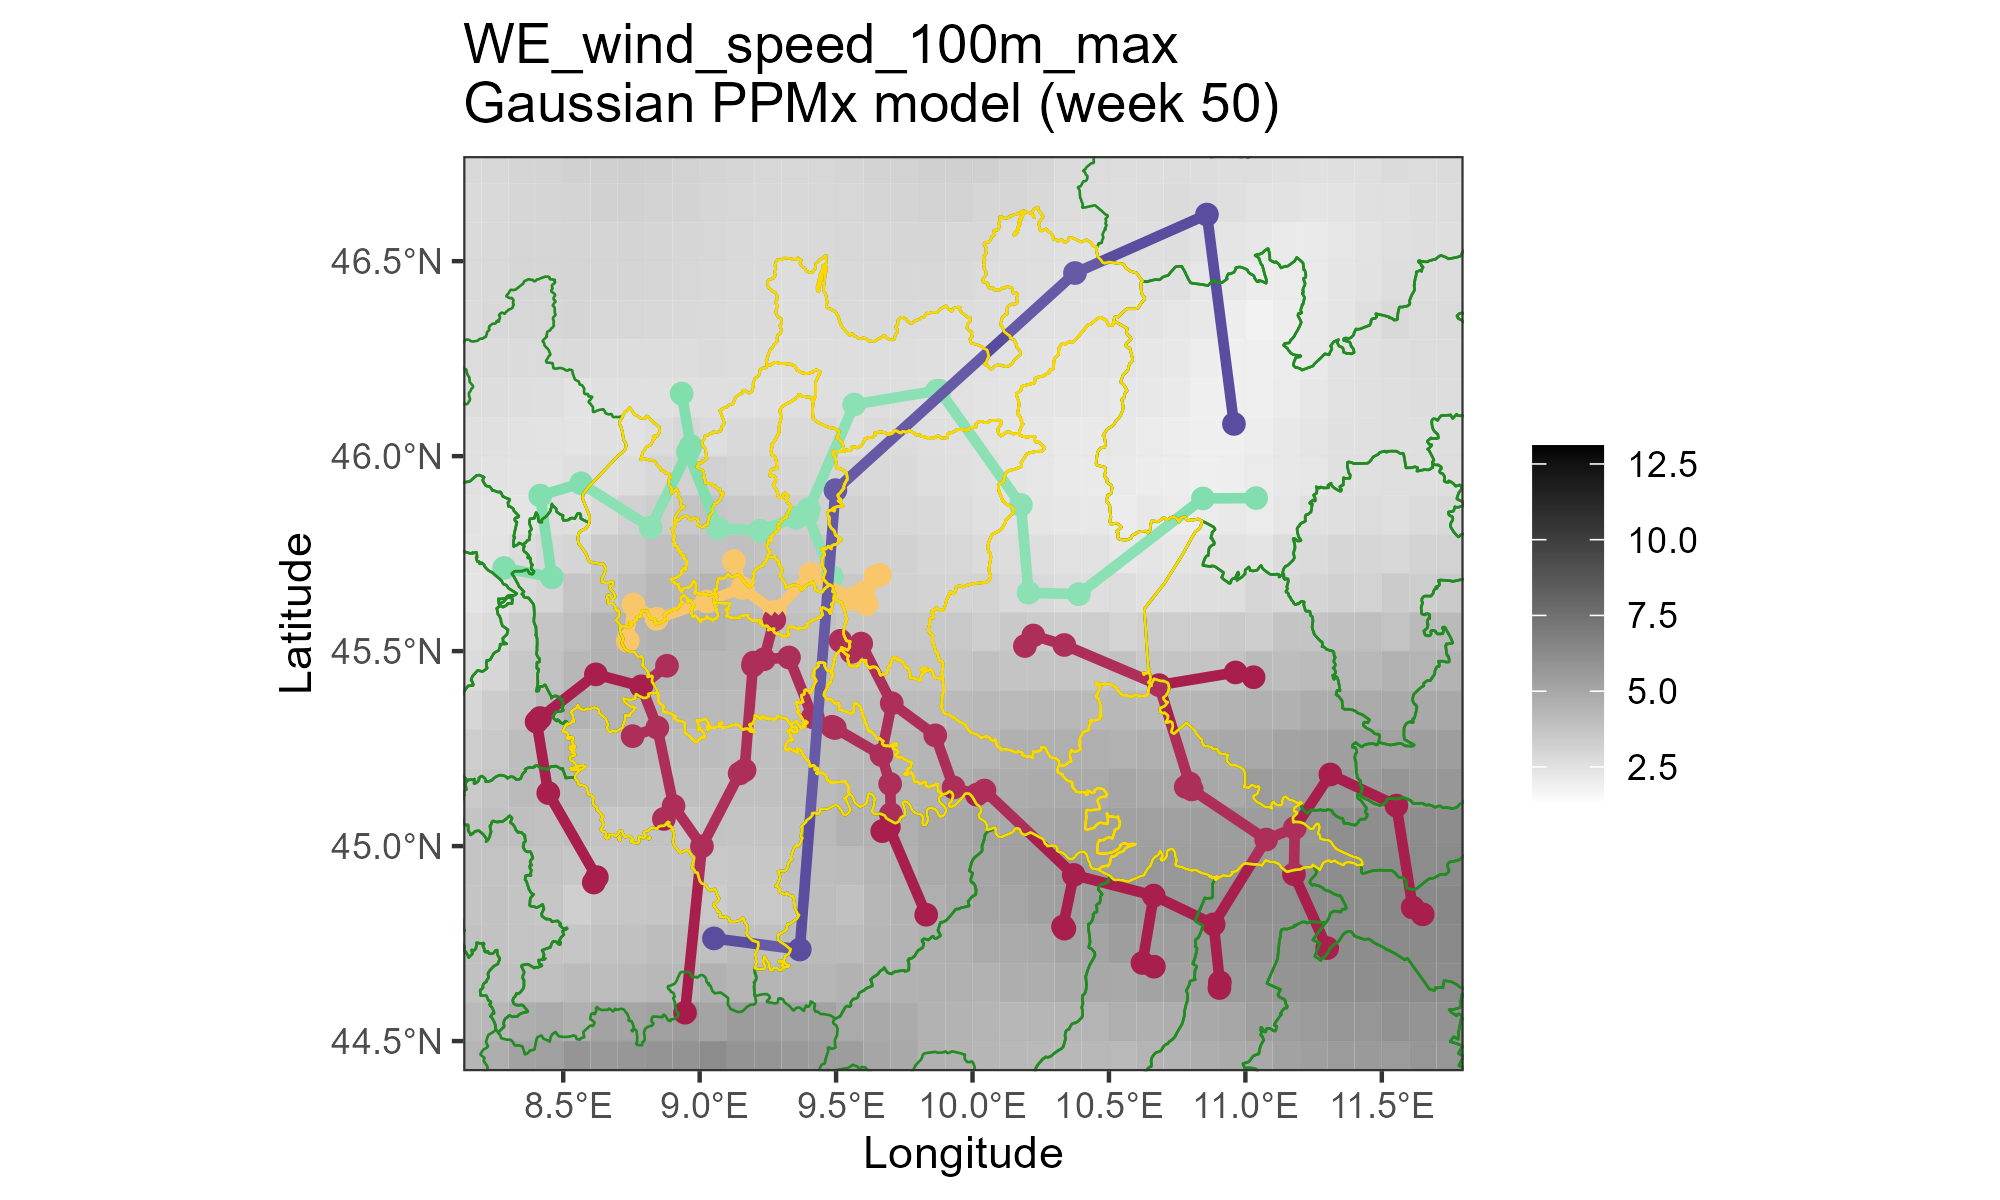 WE_wind_speed_100m_max
Gaussian PPMx model (week 50)
46.5°N
46.0°N
45.5°N
45.0°N
44.5°N
Latitude
8.5°E 9.0°E 9.5°E 10.0°E 10.5°E 11.0°E 11.5°E
Longitude
12.5
10.0
7.5
5.0
2.5